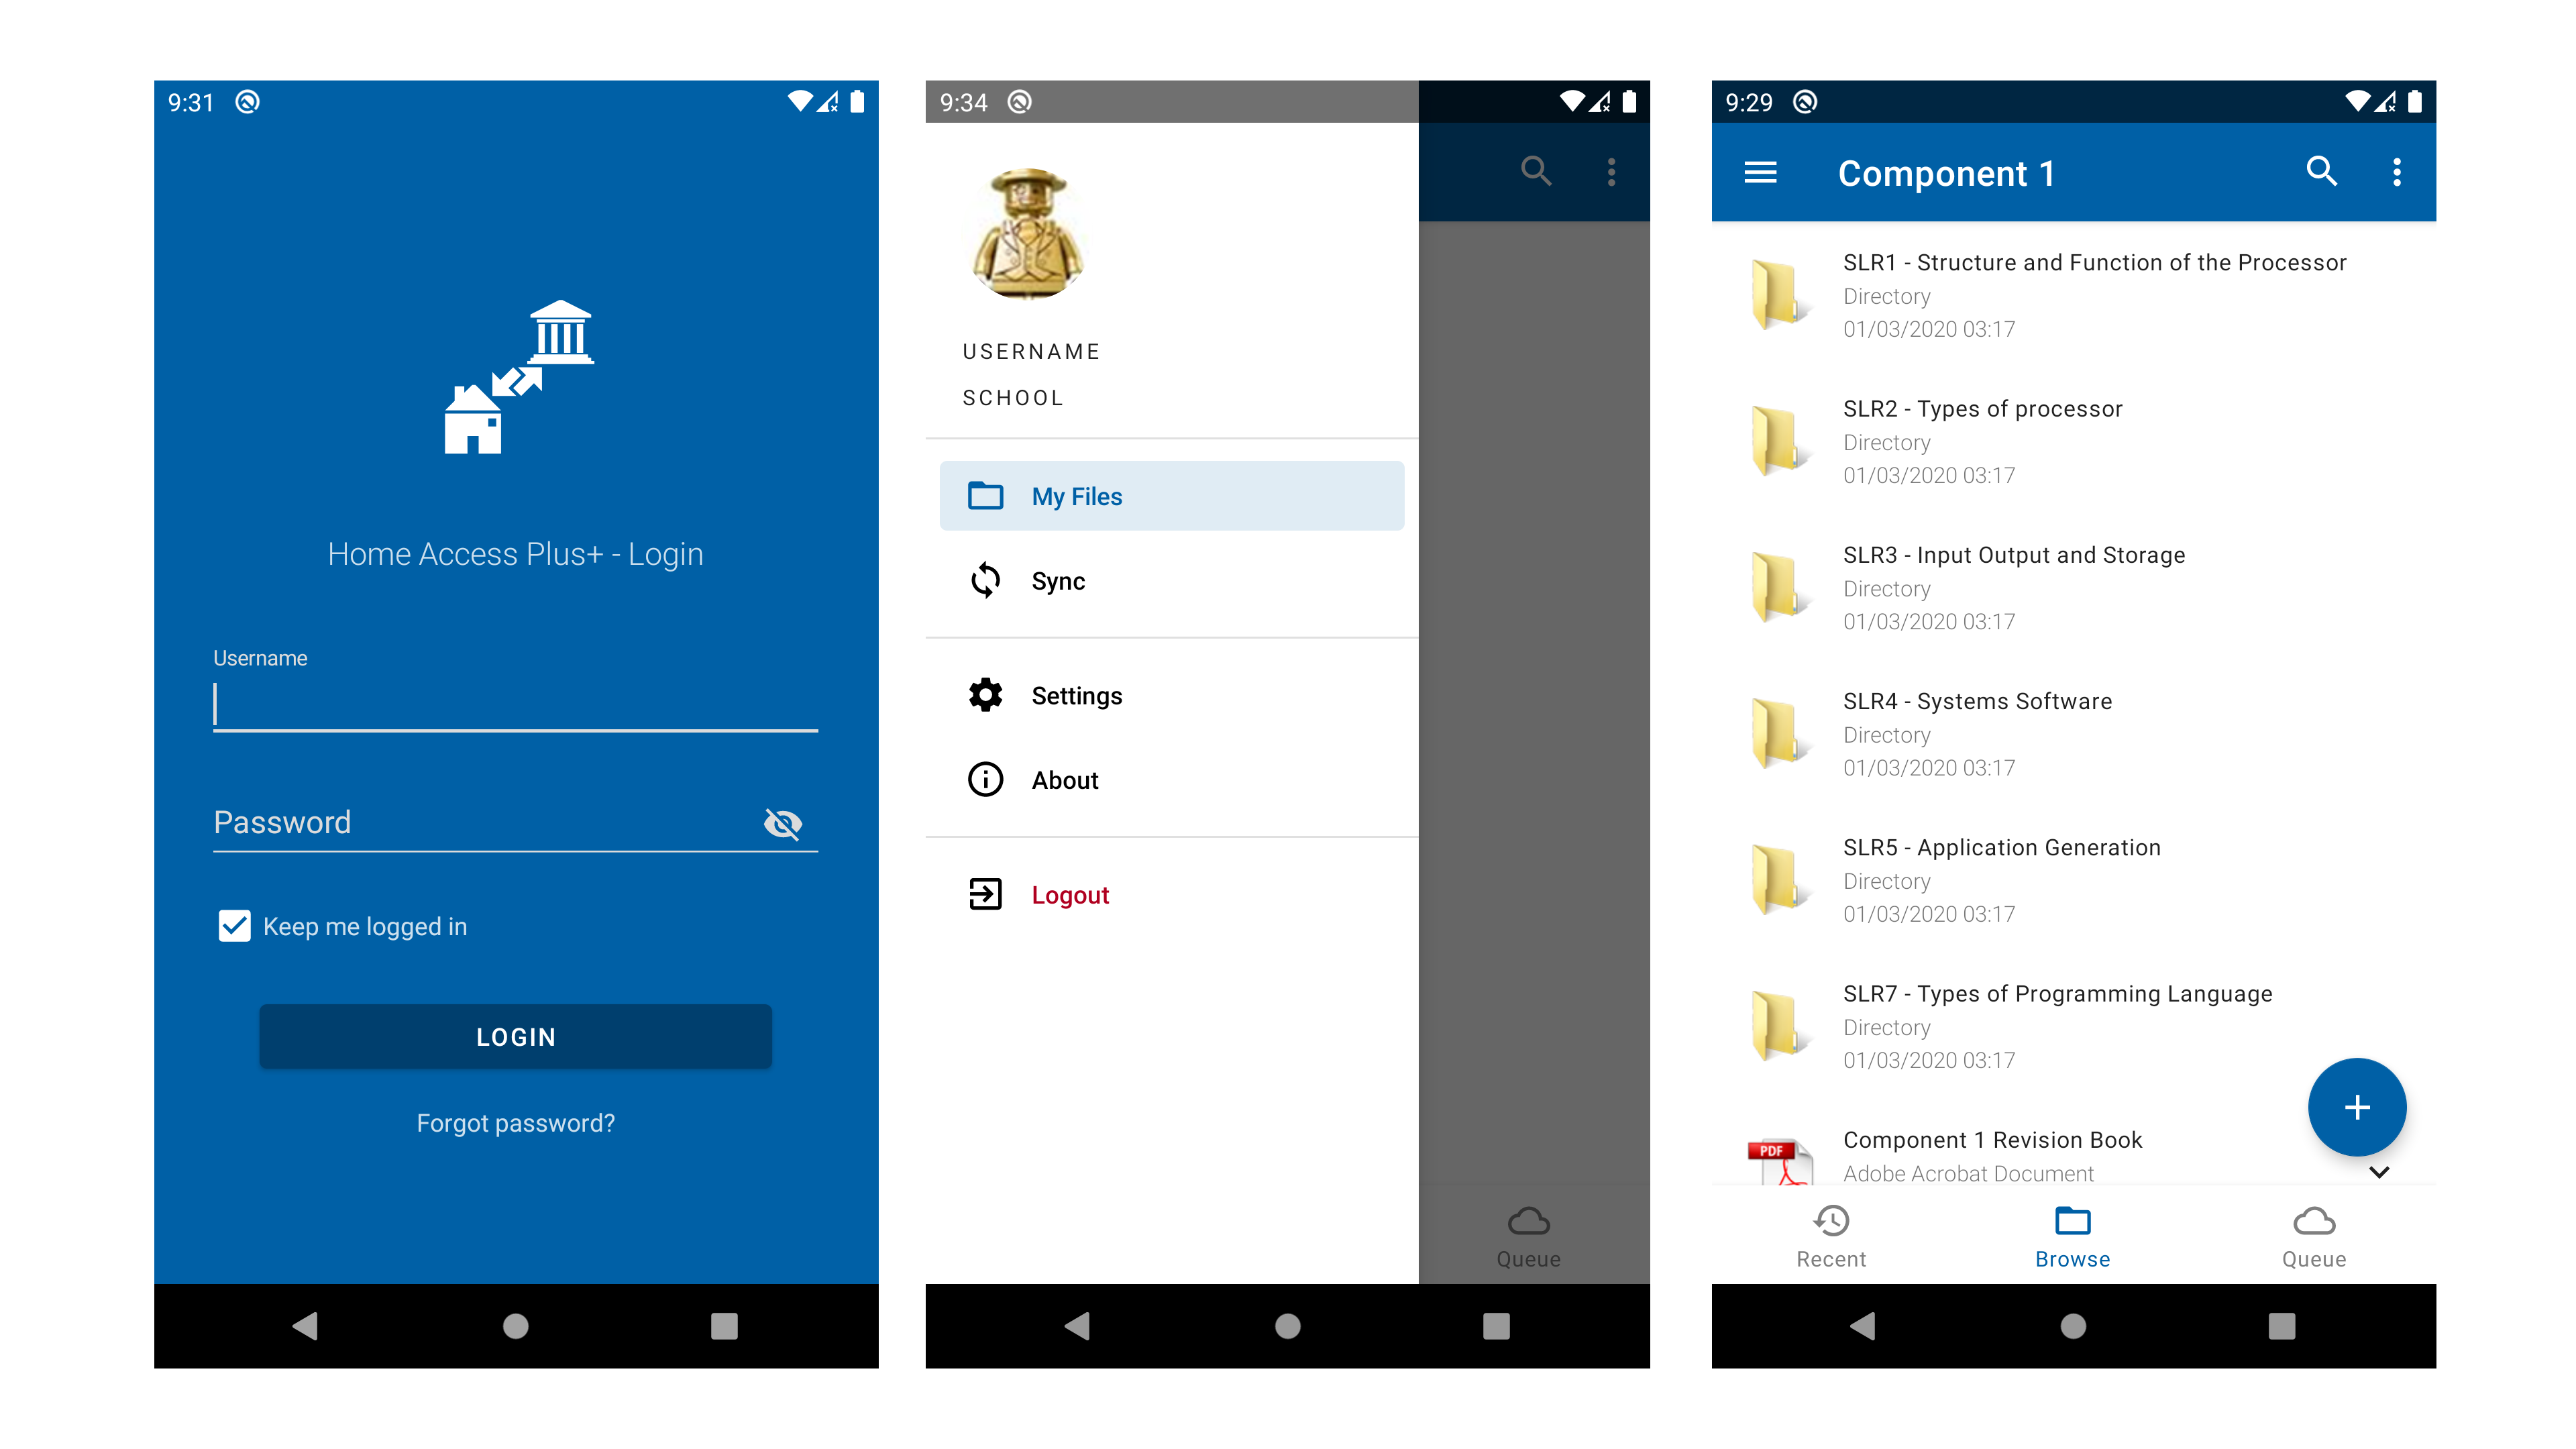 9:31
Home Access Plus+ - Login
Username
Password
Keep me logged in
LOGIN
Forgot password?
9:34
USERNAME
SCHOOL
My Files
Sync
Settings
About
Logout
Queue
9:29
Component 1
SLR1 - Structure and Function of the Processor
Directory
01/03/2020 03:17
SLR2 - Types of processor
Directory
01/03/2020 03:17
SLR3 - Input Output and Storage
Directory
01/03/2020 03:17
SLR4 - Systems Software
Directory
01/03/2020 03:17
SLR5 - Application Generation
Directory
01/03/2020 03:17
SLR7 - Types of Programming Language
Directory
01/03/2020 03:17
PDF
Component 1 Revision Book
Adobe Acrobat Document
Recent
Browse
Queue